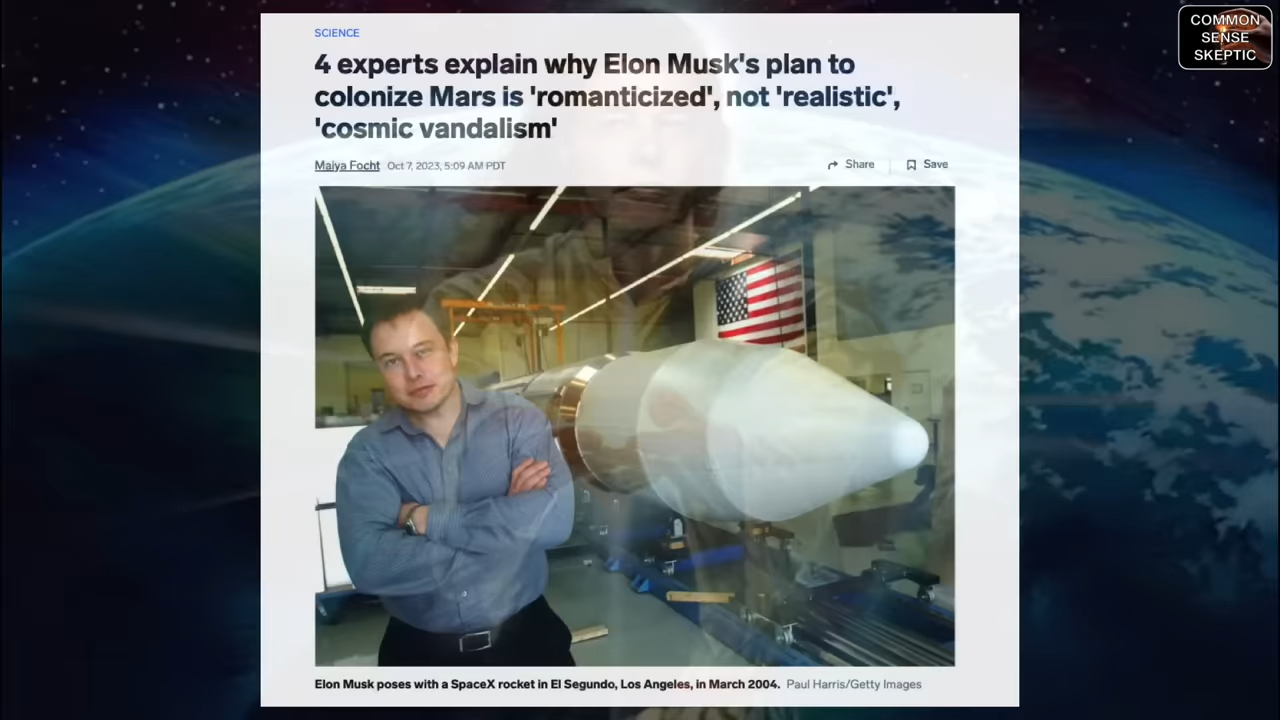 COMMON
SENSE
SKEPTIC
SCIENCE
4 experts explain why Elon Musk's plan to
colonize Mars is 'romanticized', not 'realistic',
'cosmic vandalism'
Maiya Focht Oct 7, 2023, 5:09 AM PDT
Share
Save
Elon Musk poses with a SpaceX rocket in El Segundo, Los Angeles, in March 2004. Paul Harris/Getty Images